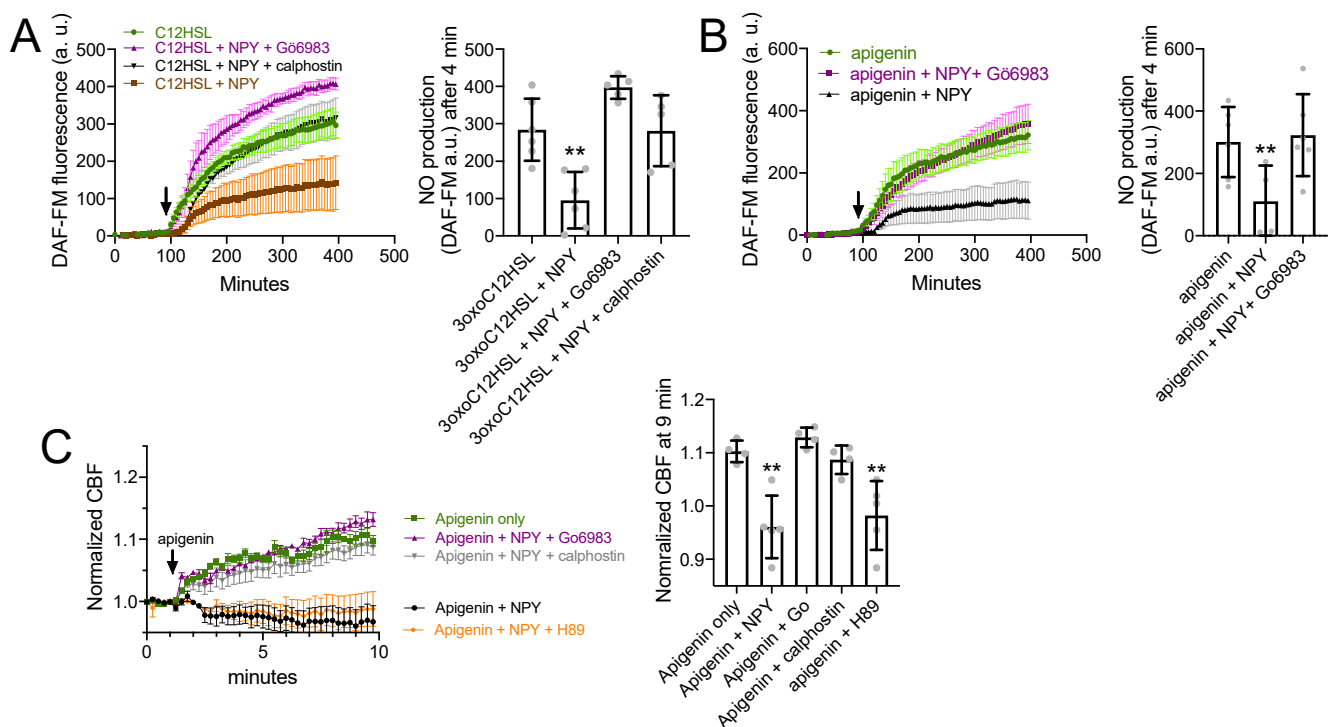 A
C12HSL
C12HSL + NPY + Gö6983
C12HSL + NPY + calphostin
C12HSL + NPY
DAF-FM fluorescence (a. u.)
500
400
300
200
100
0
0
100
200
300
400
500
Minutes
NO production
(DAF-FM a.u.) after 4 min
500
400
300
200
100
0
**
3oxoC12HSL
3oxoC12HSL + NPY
3oxoC12HSL + NPY + Go6983
3oxoC12HSL + NPY + calphostin
B
apigenin
apigenin + NPY+ Gö6983
apigenin + NPY
DAF-FM fluorescence (a. u.)
600
400
200
0
0
100
200
300
400
500
Minutes
NO production
(DAF-FM a.u.) after 4 min
600
400
200
0
**
apigenin
apigenin + NPY
apigenin + NPY+ Go6983
C
Normalized CBF
1.2
1.1
1.0
apigenin
0
5
10
minutes
Apigenin only
Apigenin + NPY + Go6983
Apigenin + NPY + calphostin
Apigenin + NPY
Apigenin + NPY + H89
Nomrlized CBF at 9 min
1.2
1.1
1.0
0.9
**
**
Apigenin only
Apigenin + NPY
Apigenin + Go
Apigenin + calphostin
apigenin + H89